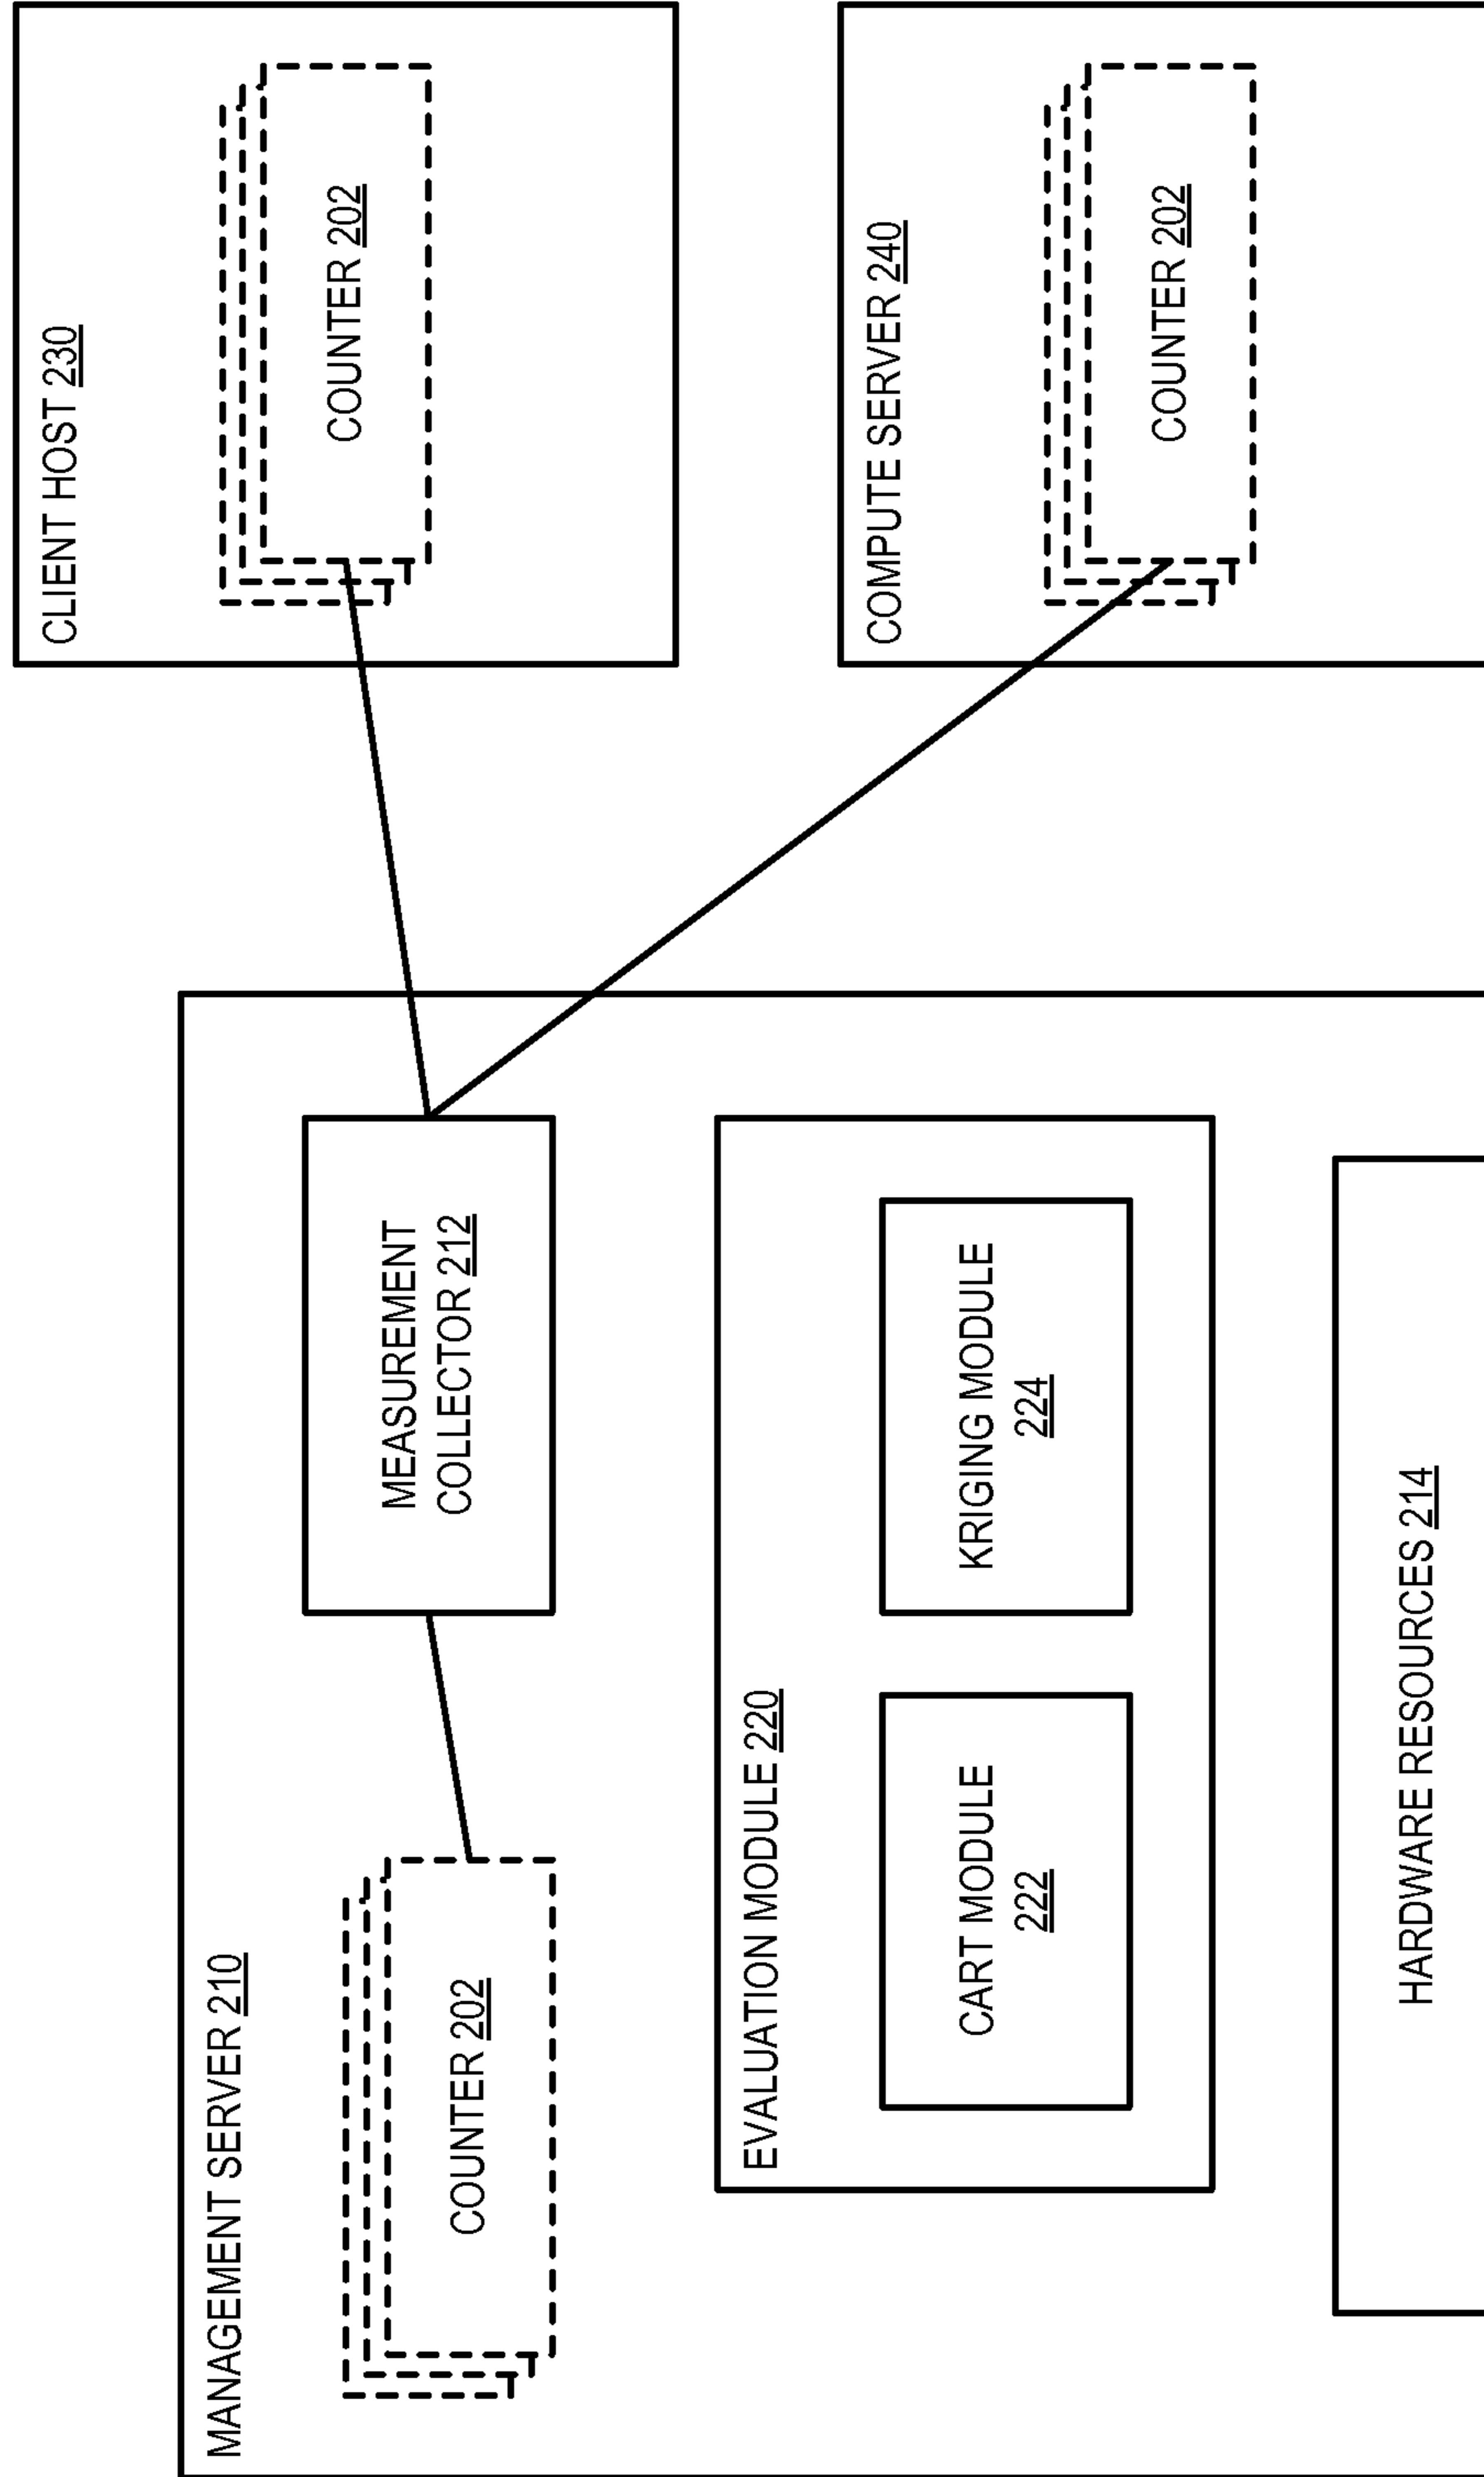 MANAGEMENT SERVER 210
COUNTER 202
MEASUREMENT
COLLECTOR 212
EVALUATION MODULE 220
CART MODULE
222
KRIGING MODULE
224
HARDWARE RESOURCES 214
CLIENT HOST 230
COUNTER 202
COMPUTE SERVER 240
COUNTER 202